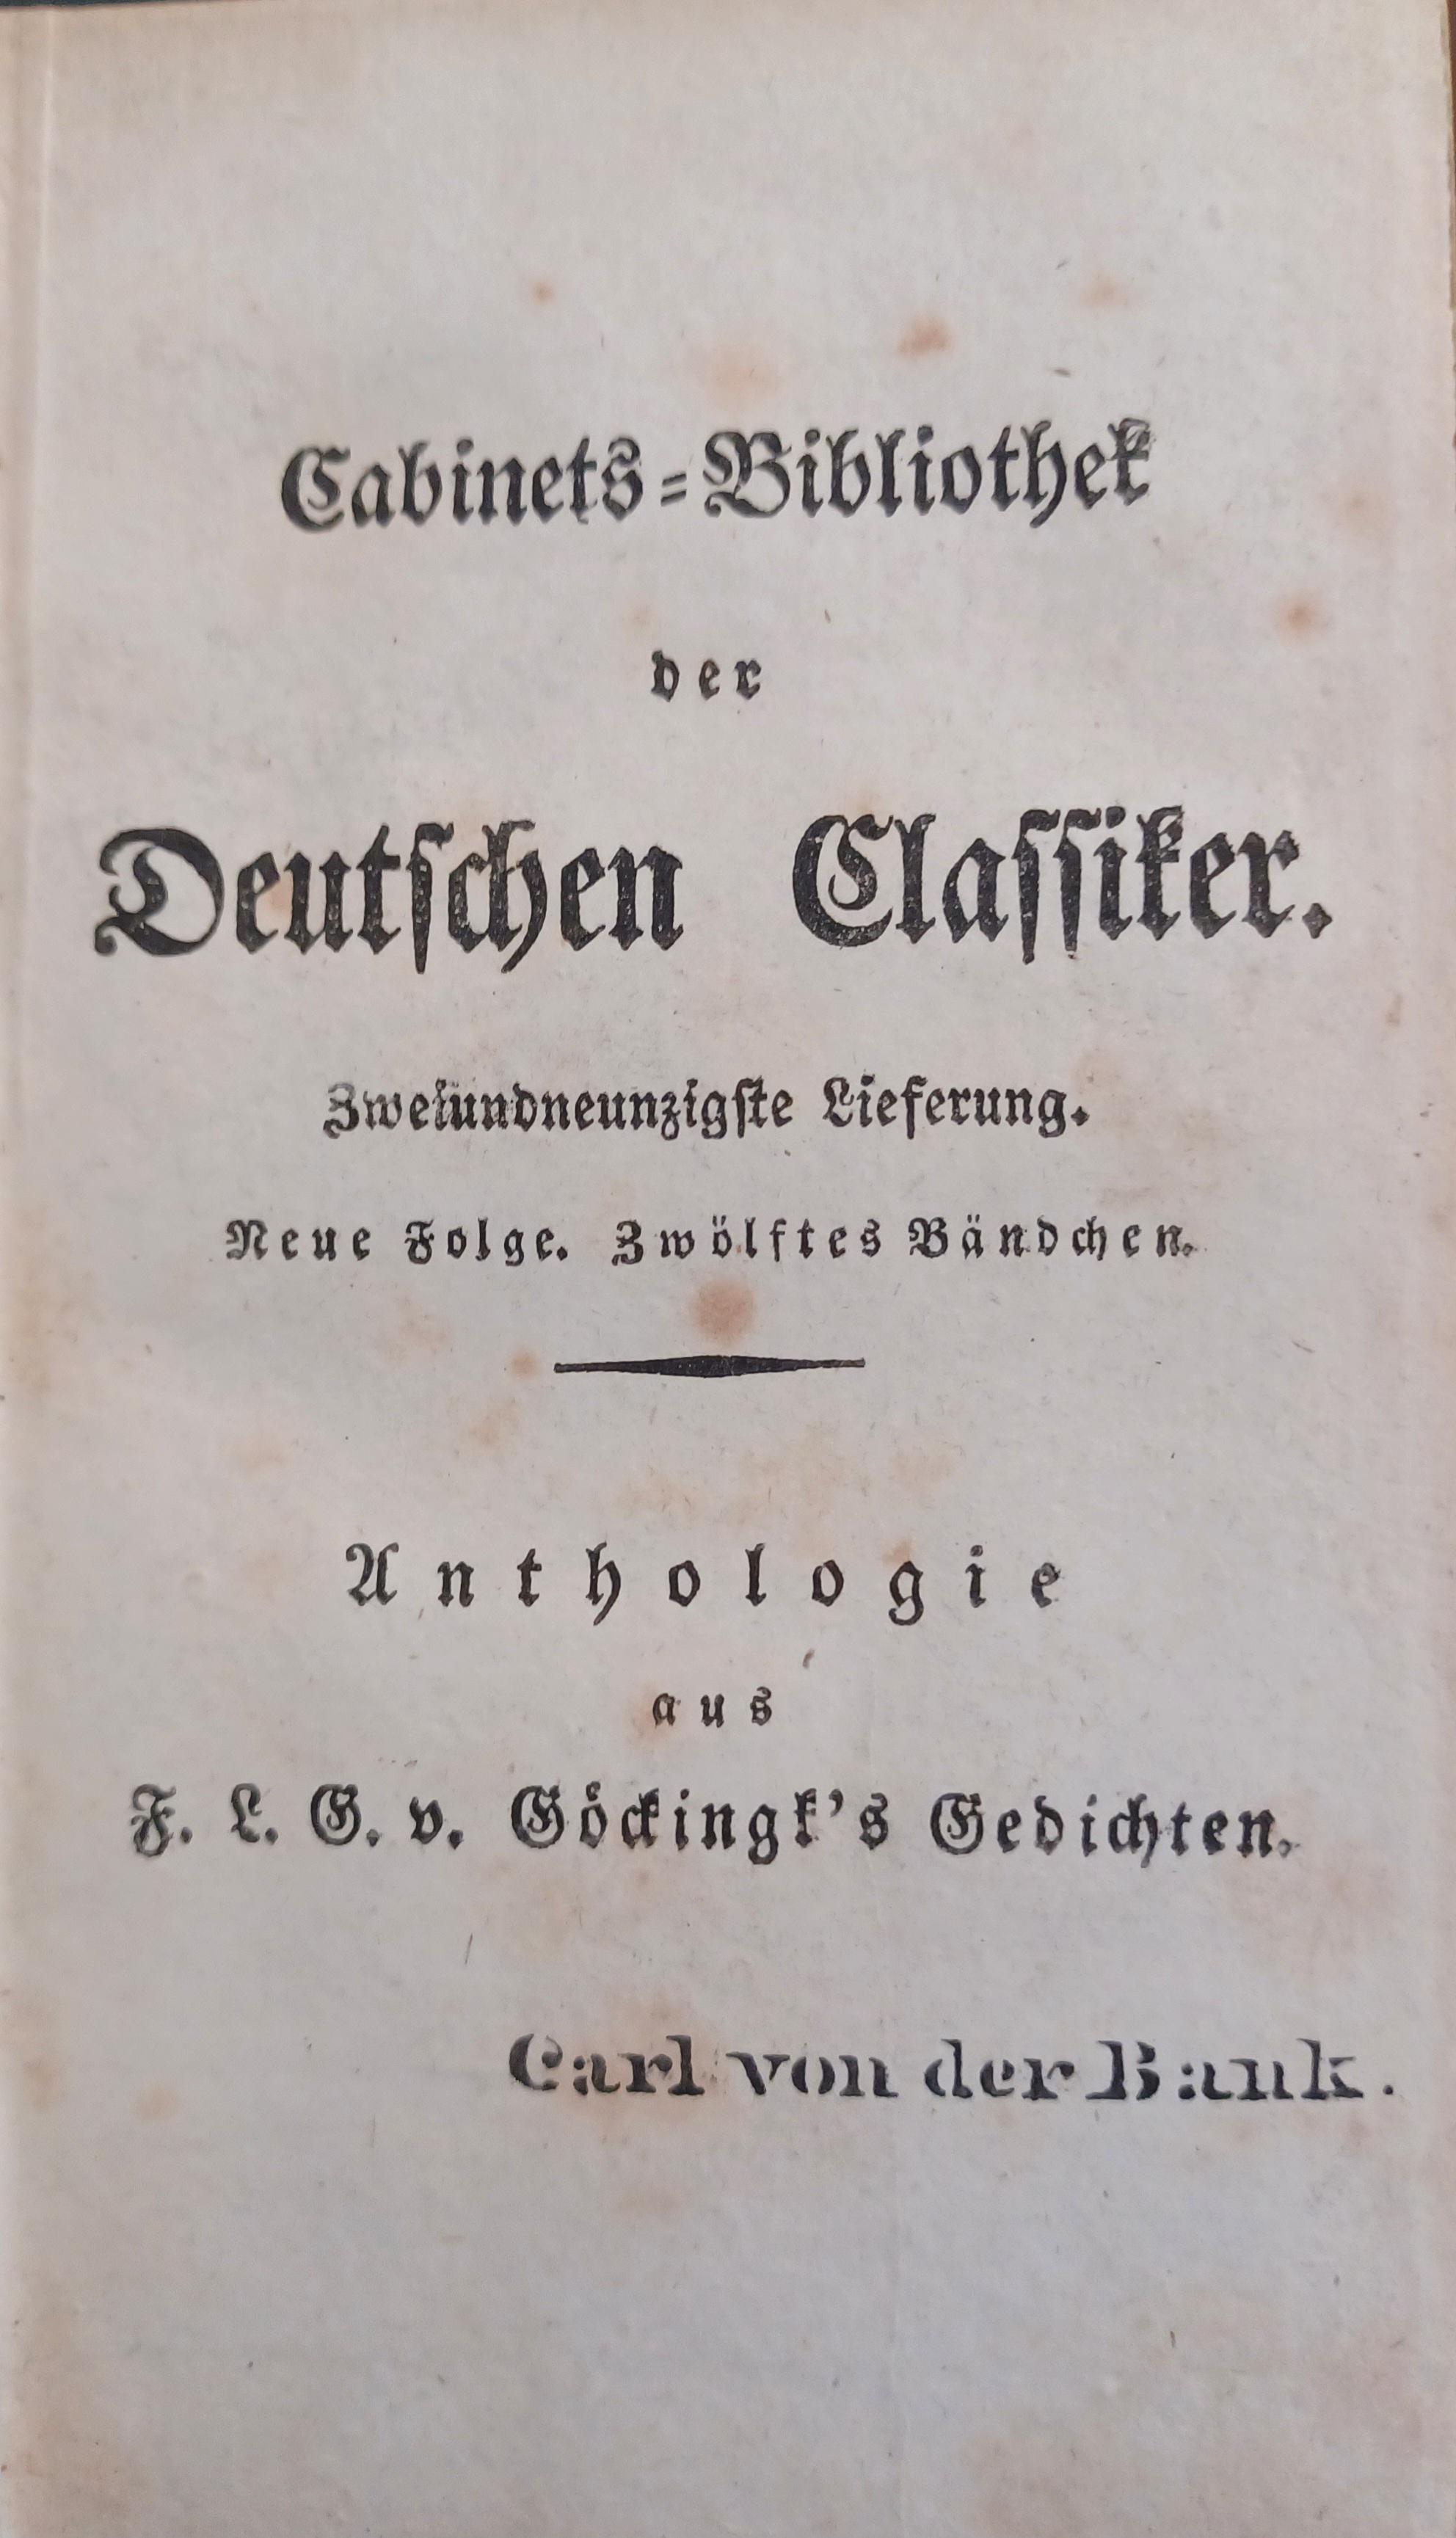 Cabinets-Bibliothek
der
Deutschen Classiker.
Zweiundneunzigste Lieferung.
Neue Folge. Zwölftes Bändchen.
Anthologie
aus
F. L. G. v. Göckingk's Gedichten.
Carl von der Bank.